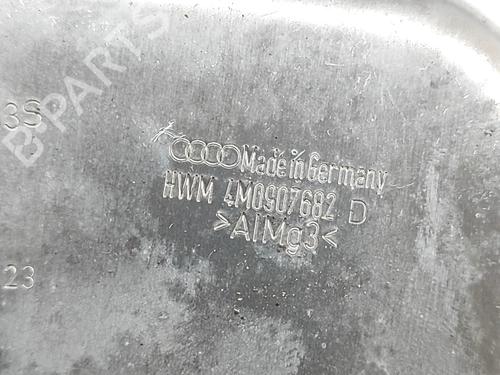 B-PARTS
3S
Made in Germany
HWM 4M0907682 D
>AlMg3<
23